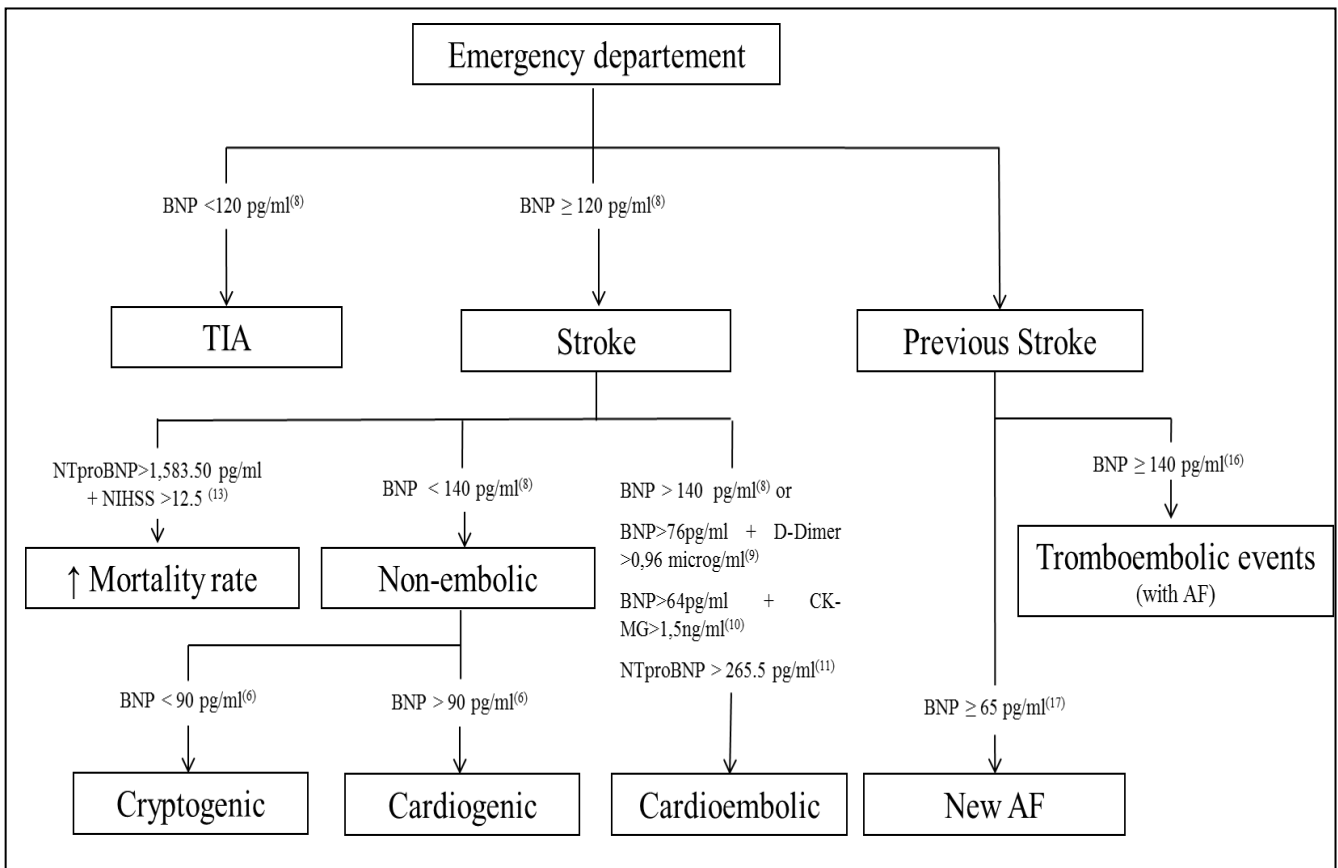 Emergency departement
BNP <120 pg/ml(8)
BNP ≥ 120 pg/ml(8)
TIA
Stroke
Previous Stroke
NTproBNP>1,583.50 pg/ml
+ NIHSS >12.5 (13)
BNP < 140 pg/ml(8)
BNP > 140 pg/ml(8) or
BNP>76pg/ml + D-Dimer
>0,96 microg/ml(9)
BNP>64pg/ml + CK-
MG>1,5ng/ml(10)
NTproBNP > 265.5 pg/ml(11)
BNP ≥ 140 pg/ml(16)
↑ Mortality rate
Non-embolic
Tromboembolic events
(with AF)
BNP < 90 pg/ml(6)
BNP > 90 pg/ml(6)
BNP ≥ 65 pg/ml(17)
Cryptogenic
Cardiogenic
Cardioembolic
New AF